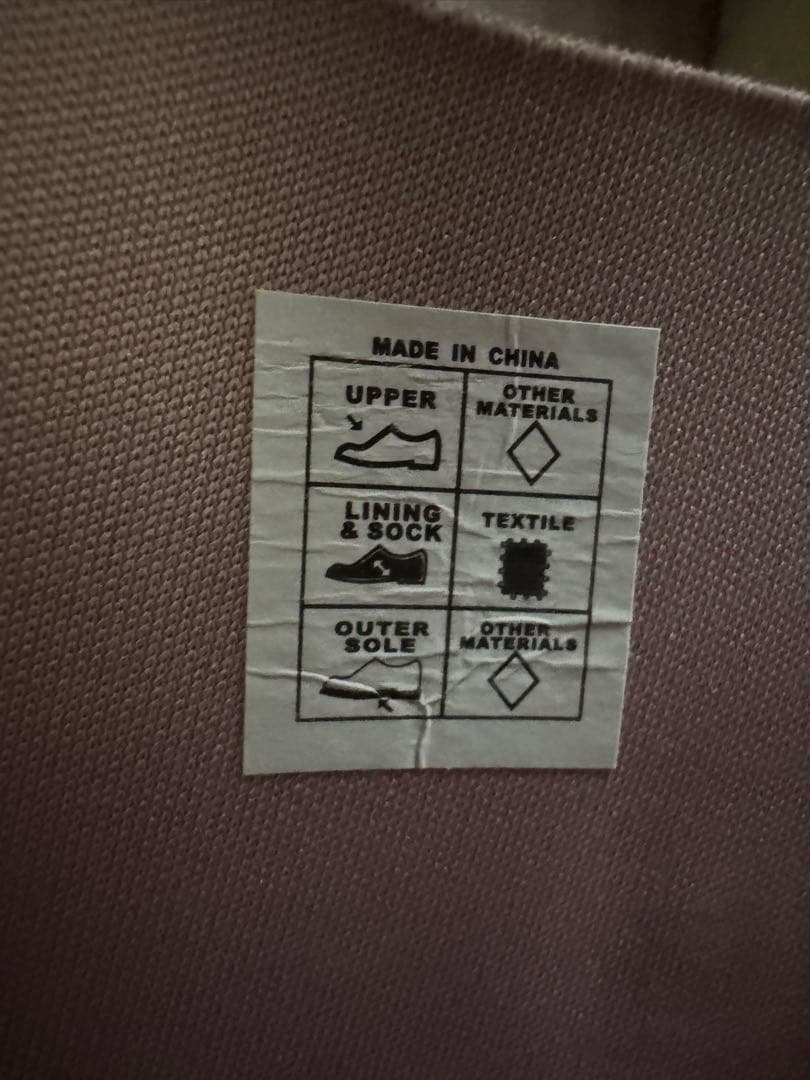 MADE IN CHINA
UPPER
OTHER
MATERIALS
LINING
& SOCK
TEXTILE
OUTER
SOLE
OTHER
MATERIALS